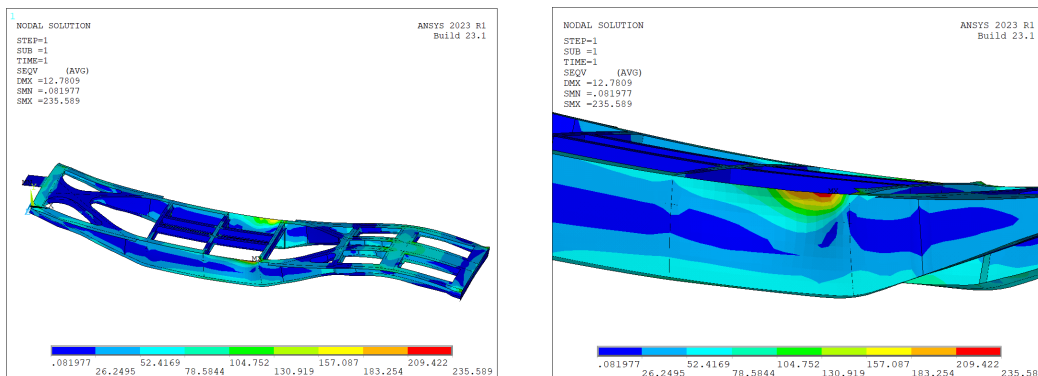 1
NODAL SOLUTION
ANSYS 2023 R1
Build 23.1
STEP=1
SUB =1
TIME=1
SEQV (AVG)
DMX =12.7809
SMN =.081977
SMX =235.589
.081977 52.4169 104.752 157.087 209.422
26.2495 78.5844 130.919 183.254 235.589
NODAL SOLUTION
ANSYS 2023 R1
Build 23.1
STEP=1
SUB =1
TIME=1
SEQV (AVG)
DMX =12.7809
SMN =.081977
SMX =235.589
.081977 52.4169 104.752 157.087 209.422
26.2495 78.5844 130.919 183.254 235.589